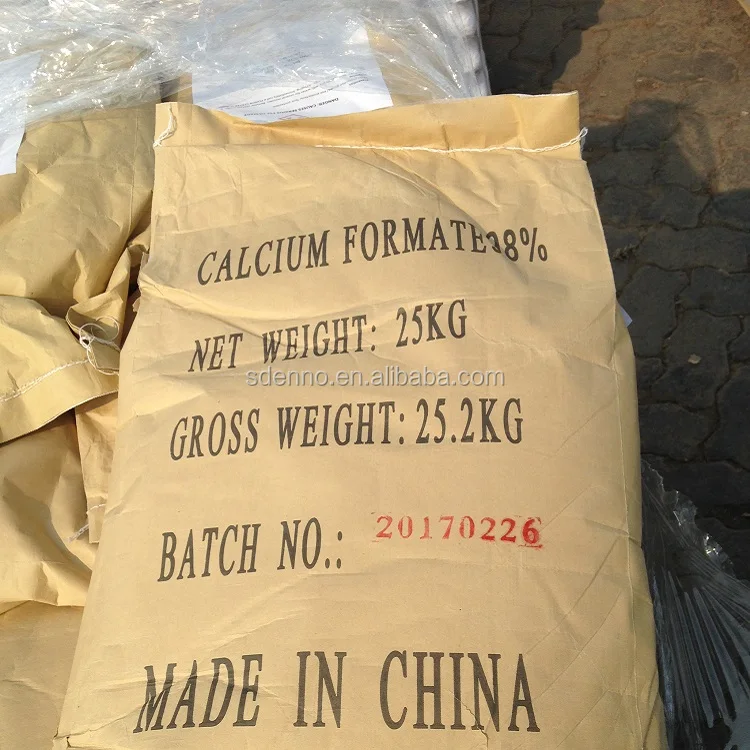 CALCIUM FORMATE98%
NET WEIGHT: 25KG
sdenno.en.alibaba.com
GROSS WEIGHT: 25.2KG
BATCH NO.: 20170226
MADE IN CHINA